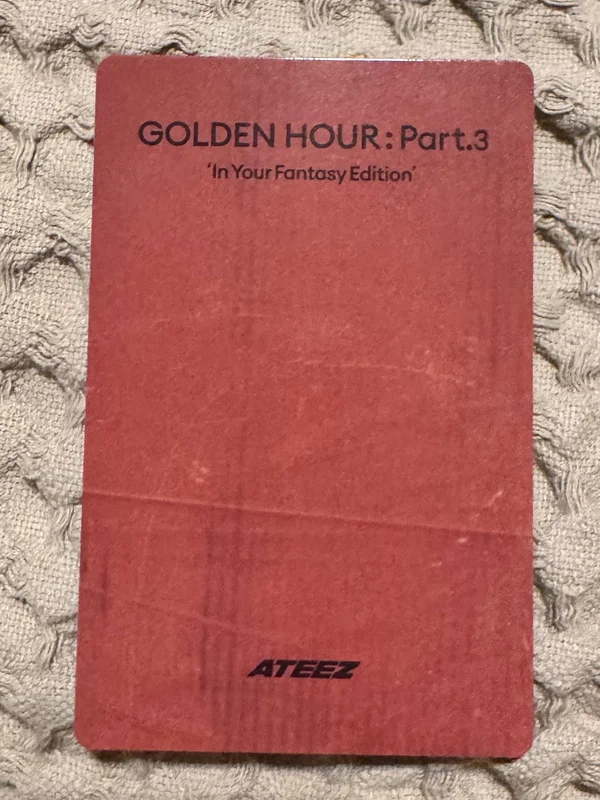 GOLDEN HOUR : Part.3
‘In Your Fantasy Edition’
ATEEZ